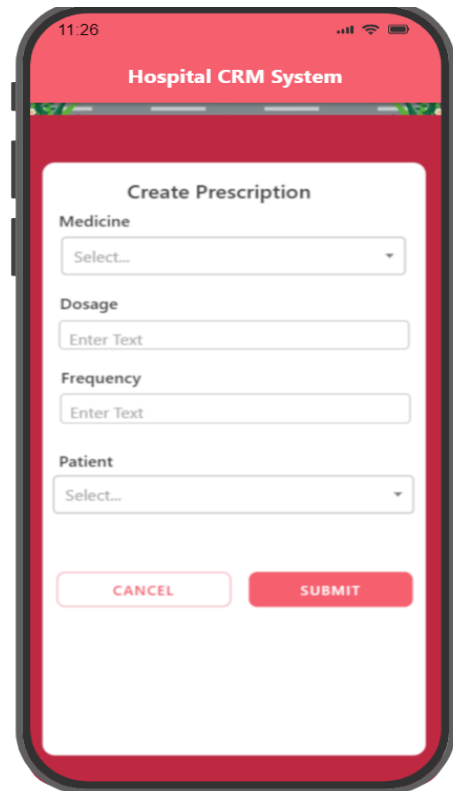 11:26
Hospital CRM System
Create Prescription
Medicine
Select...
Dosage
Enter Text
Frequency
Enter Text
Patient
Select...
CANCEL SUBMIT